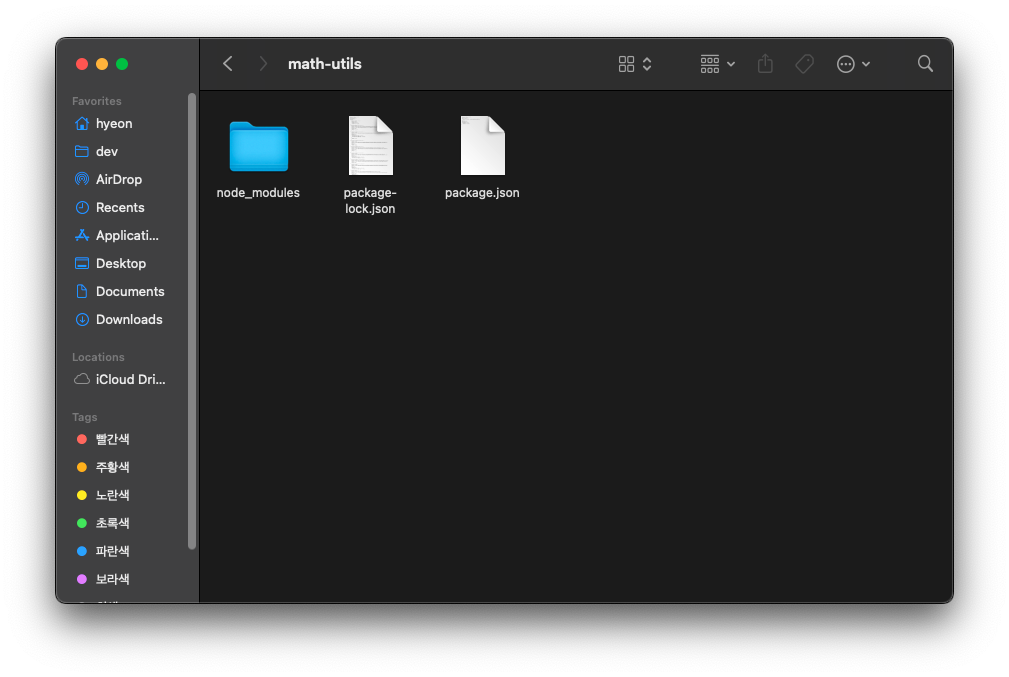 math-utils
Favorites
hyeon
dev
AirDrop
Recents
Applicati...
Desktop
Documents
Downloads
Locations
iCloud Dri...
Tags
빨간색
주황색
노란색
초록색
파란색
보라색
node_modules
package-
lock.json
package.json